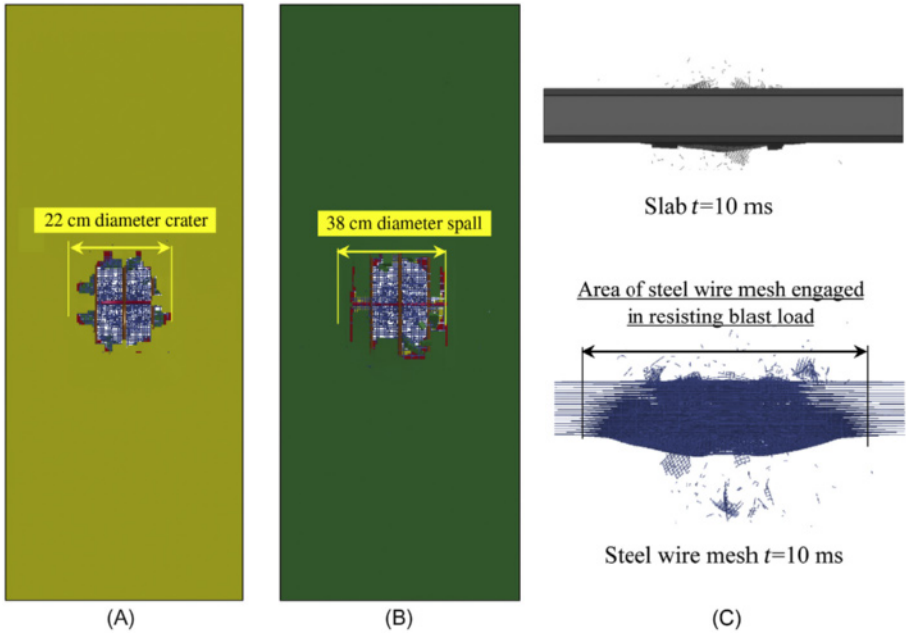 22 cm diameter crater
38 cm diameter spall
Slab t=10 ms
Area of steel wire mesh engaged
in resisting blast load
Steel wire mesh t=10 ms
(A)
(B)
(C)